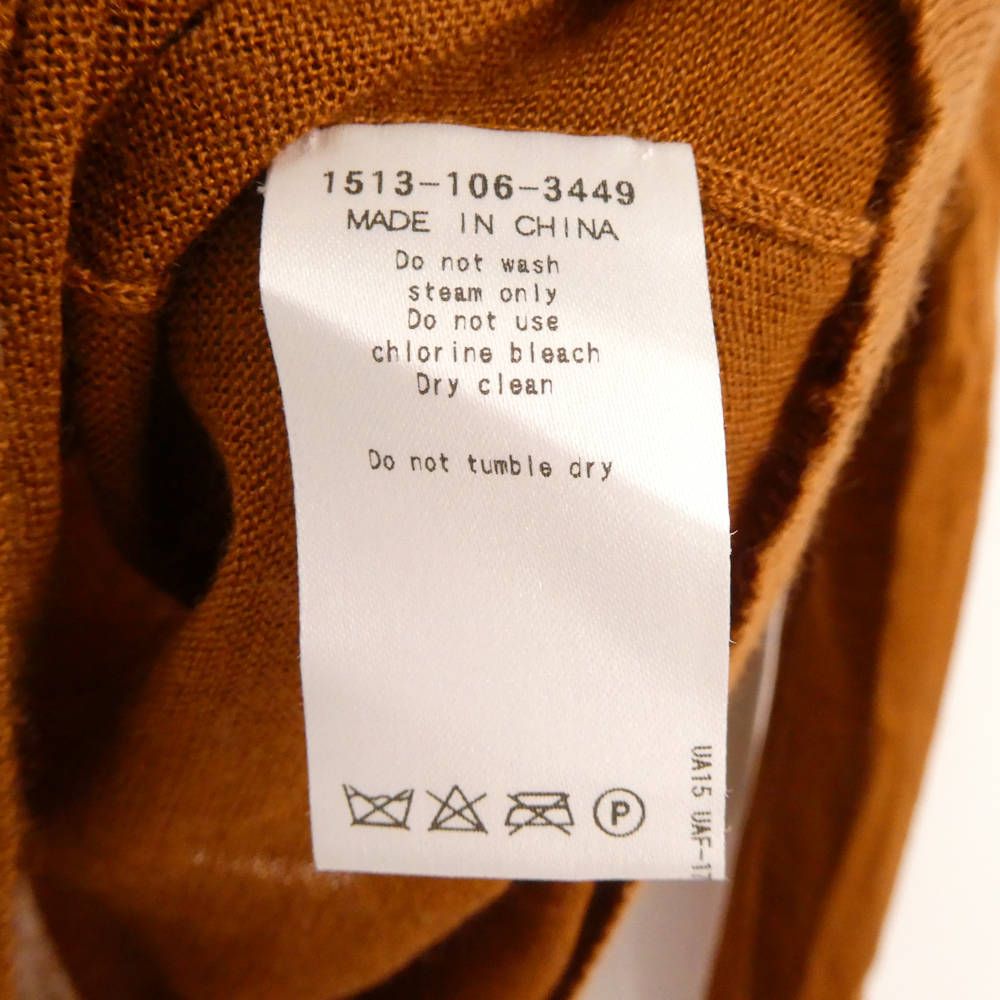 1513-106-3449
MADE IN CHINA
Do not wash
steam only
Do not use
chlorine bleach
Dry clean
Do not tumble dry
P
UA15